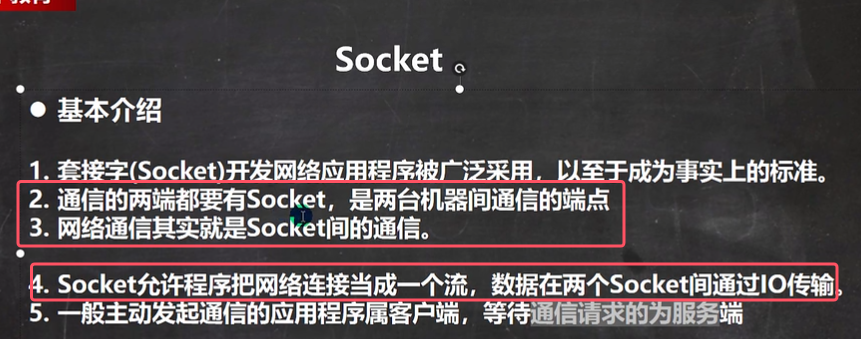 Socket
● 基本介绍
1. 套接字(Socket)开发网络应用程序被广泛采用，以至于成为事实上的标准。
2. 通信的两端都要有Socket，是两台机器间通信的端点
3. 网络通信其实就是Socket间的通信。
4. Socket允许程序把网络连接当成一个流，数据在两个Socket间通过IO传输。
5. 一般主动发起通信的应用程序属客户端，等待通信请求的为服务端